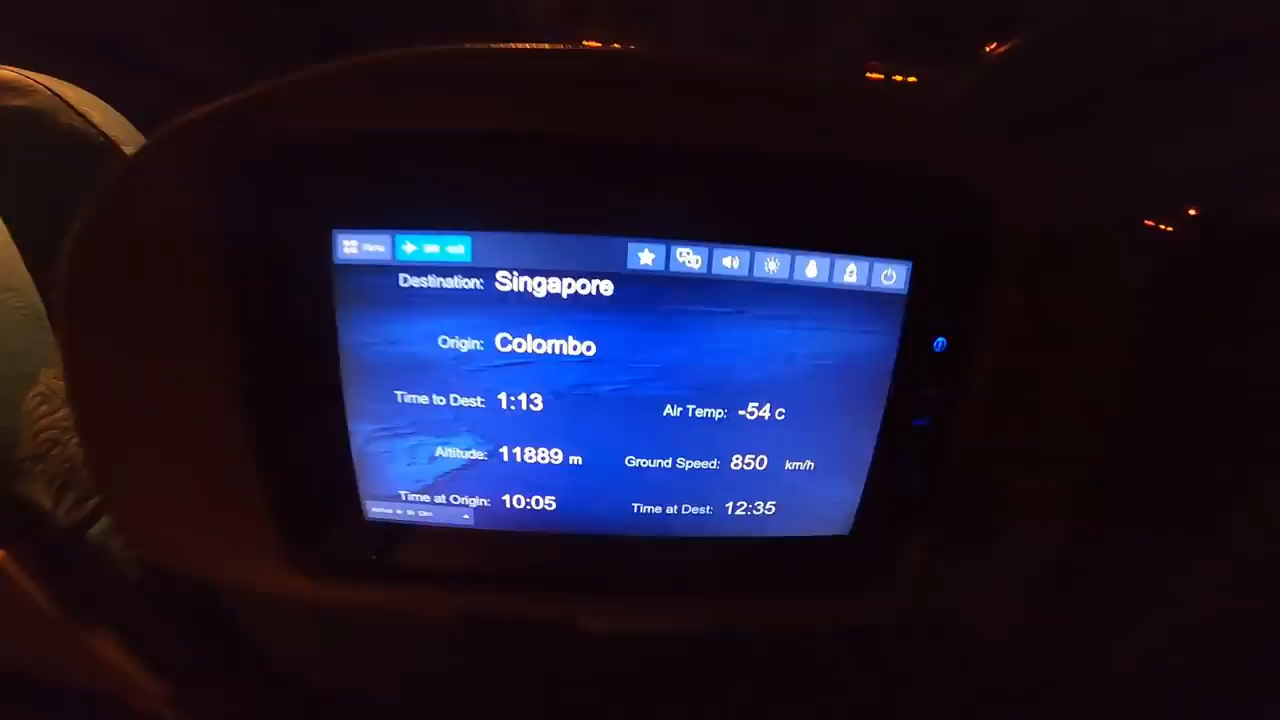 Menu
Destination: Singapore
Origin: Colombo
Time to Dest: 1:13
Air Temp: -54 C
Altitude: 11889 m
Ground Speed: 850 km/h
Time at Origin: 10:05
Time at Dest: 12:35